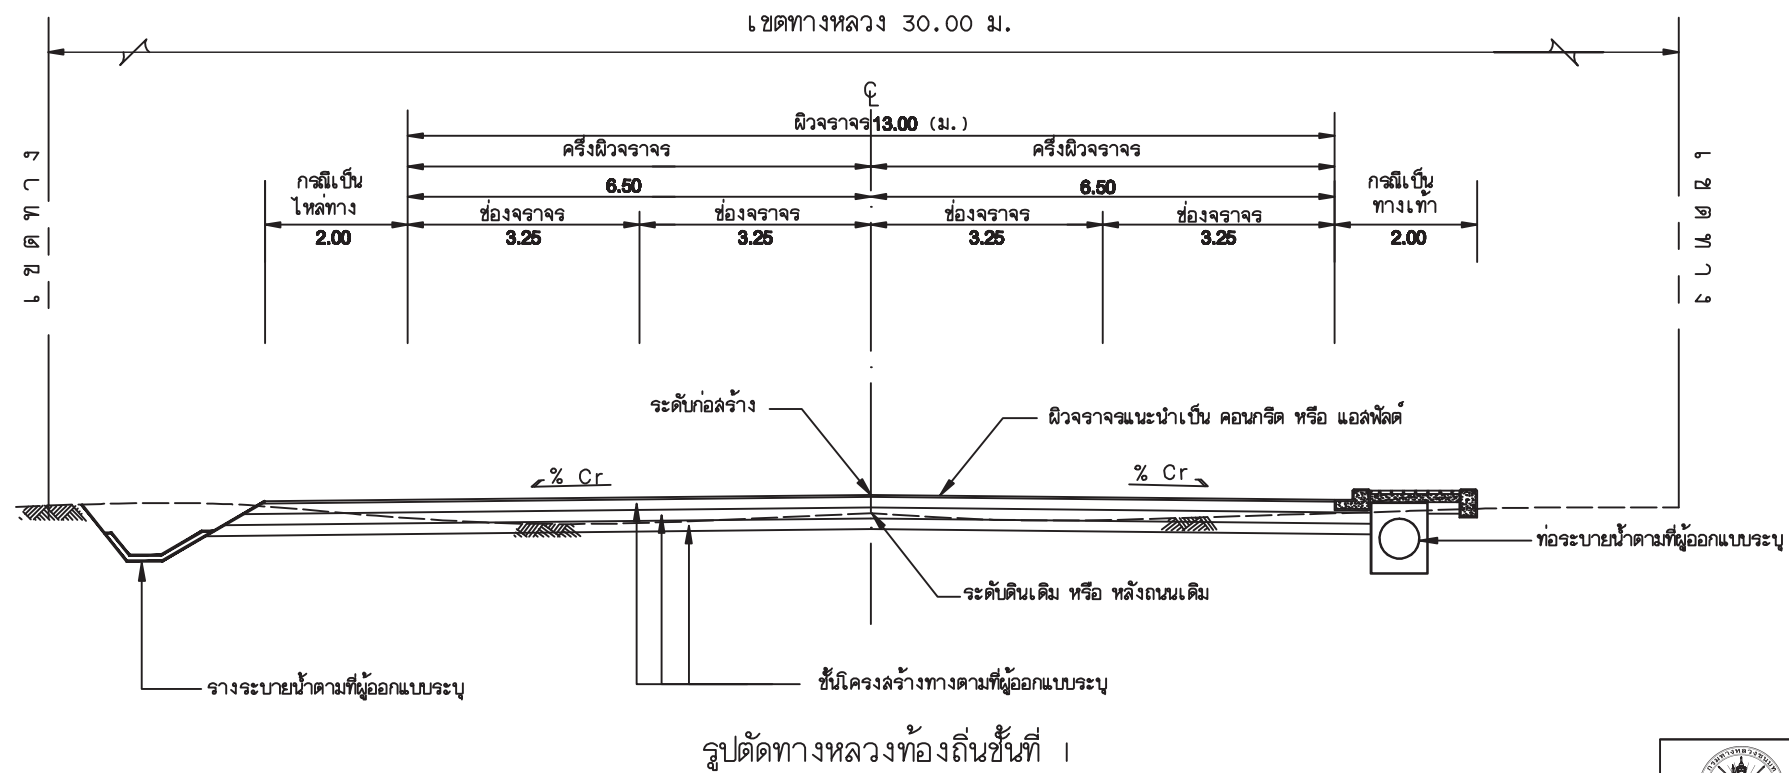 เขตทางหลวง 30.00 ม.
℄
ผิวจราจร 13.00 (ม.)
ครึ่งผิวจราจร ครึ่งผิวจราจร
6.50 6.50
กรณีเป็น
ไหล่ทาง
กรณีเป็น
ทางเท้า
ช่องจราจร ช่องจราจร ช่องจราจร ช่องจราจร
2.00 3.25 3.25 3.25 3.25 2.00
เขตทาง
เขตทาง
ระดับก่อสร้าง
ผิวจราจรแนะนำเป็น คอนกรีต หรือ แอสฟัลต์
% Cr % Cr
ท่อระบายน้ำตามที่ผู้ออกแบบระบุ
ระดับดินเดิม หรือ หลังถนนเดิม
รางระบายน้ำตามที่ผู้ออกแบบระบุ
ชั้นโครงสร้างทางตามที่ผู้ออกแบบระบุ
รูปตัดทางหลวงท้องถิ่นชั้นที่ 1